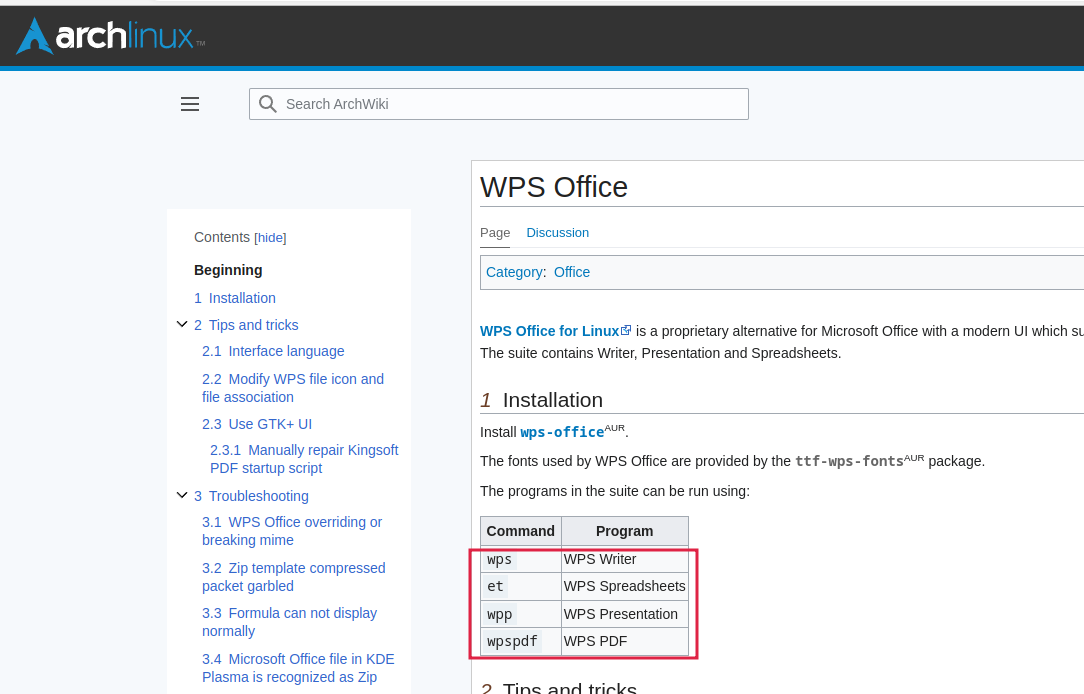 archlinux™
Search ArchWiki
Contents [hide]
Beginning
1 Installation
2 Tips and tricks
2.1 Interface language
2.2 Modify WPS file icon and
file association
2.3 Use GTK+ UI
2.3.1 Manually repair Kingsoft
PDF startup script
3 Troubleshooting
3.1 WPS Office overriding or
breaking mime
3.2 Zip template compressed
packet garbled
3.3 Formula can not display
normally
3.4 Microsoft Office file in KDE
Plasma is recognized as Zip
WPS Office
Page Discussion
Category: Office
WPS Office for Linux is a proprietary alternative for Microsoft Office with a modern UI which su
The suite contains Writer, Presentation and Spreadsheets.
1 Installation
Install wps-officeAUR.
The fonts used by WPS Office are provided by the ttf-wps-fontsAUR package.
The programs in the suite can be run using:
Command Program
wps WPS Writer
et WPS Spreadsheets
wpp WPS Presentation
wpspdf WPS PDF
2 Tips and tricks